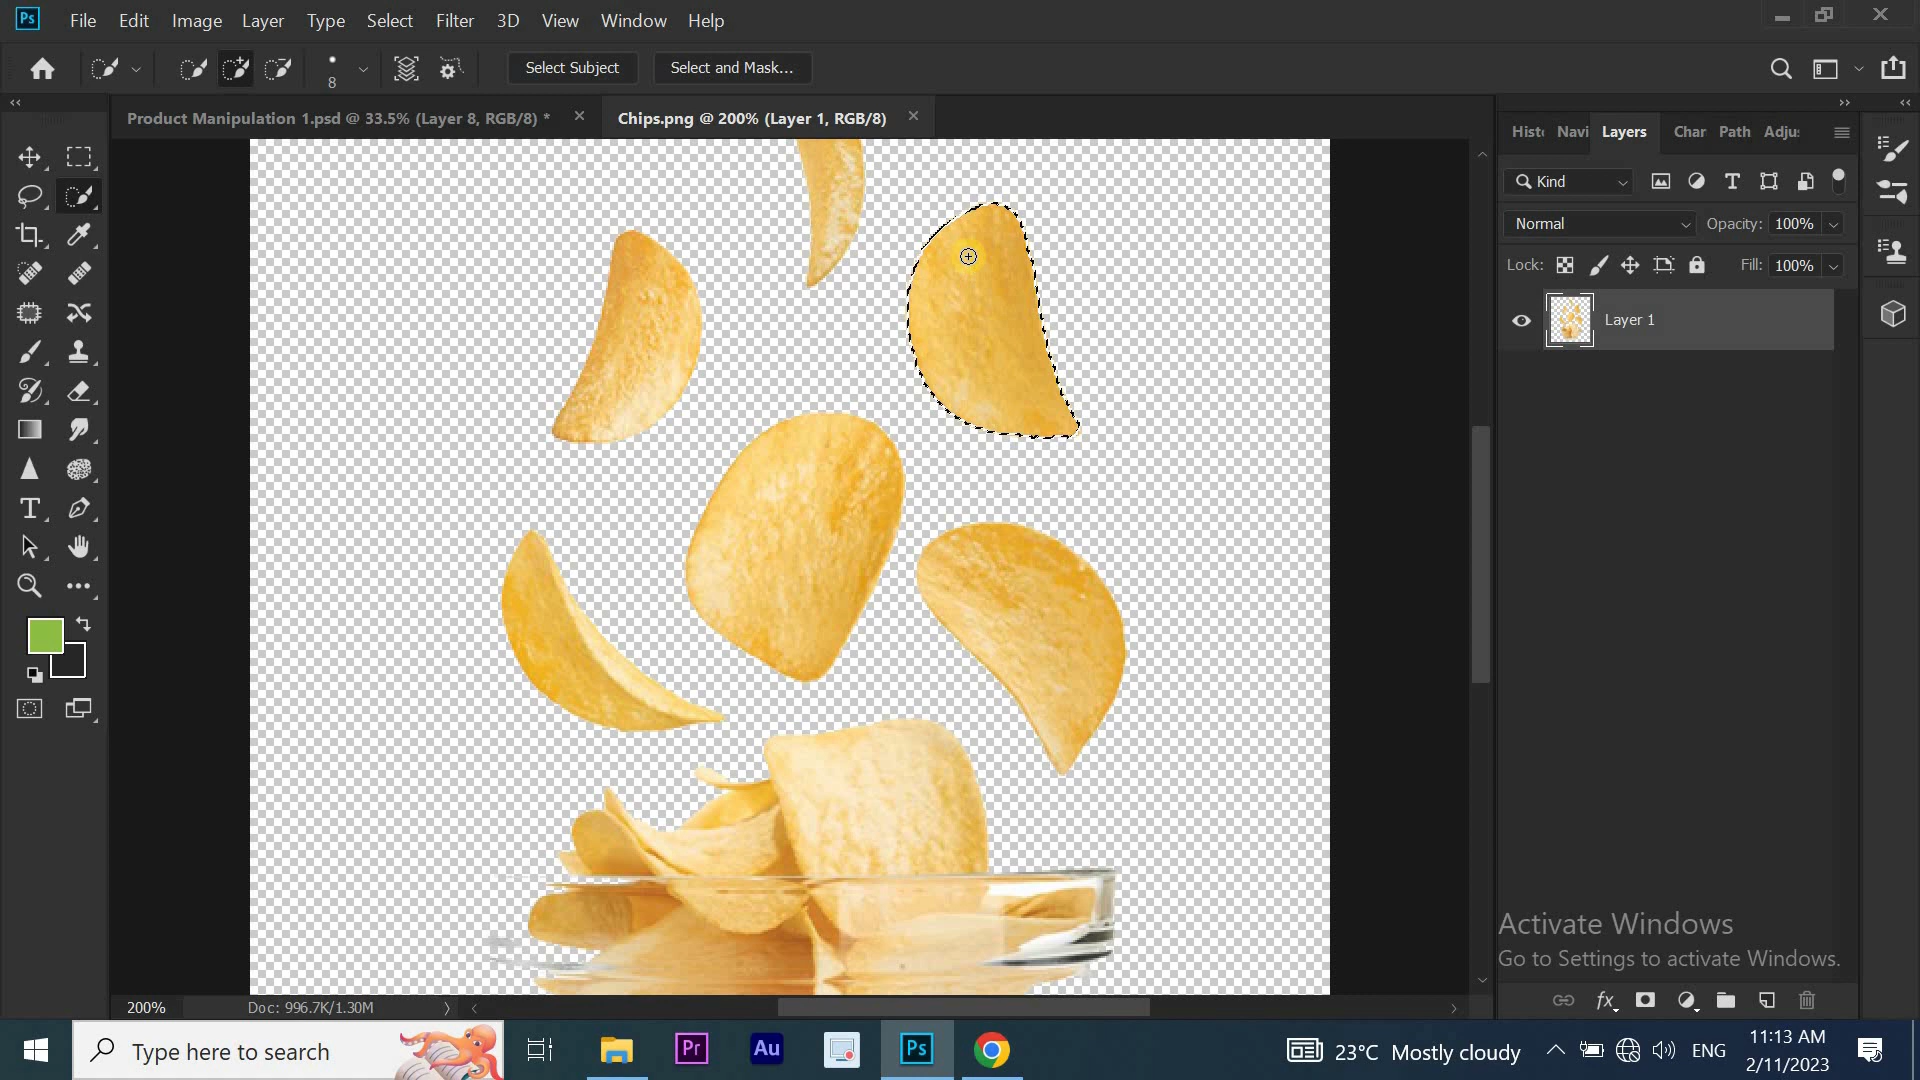 Ps File Edit Image Layer Type Select Filter 3D View Window Help
8 Select Subject Select and Mask...
Product Manipulation 1.psd @ 33.5% (Layer 8, RGB/8) *
Chips.png @ 200% (Layer 1, RGB/8)
Histo Navi Layers Char Path Adju:
Kind
Normal Opacity: 100%
Lock: Fill: 100%
Layer 1
Activate Windows
Go to Settings to activate Windows.
200% Doc: 996.7K/1.30M
fx
Type here to search
Pr Au Ps
23°C Mostly cloudy
ENG
11:13 AM
2/11/2023